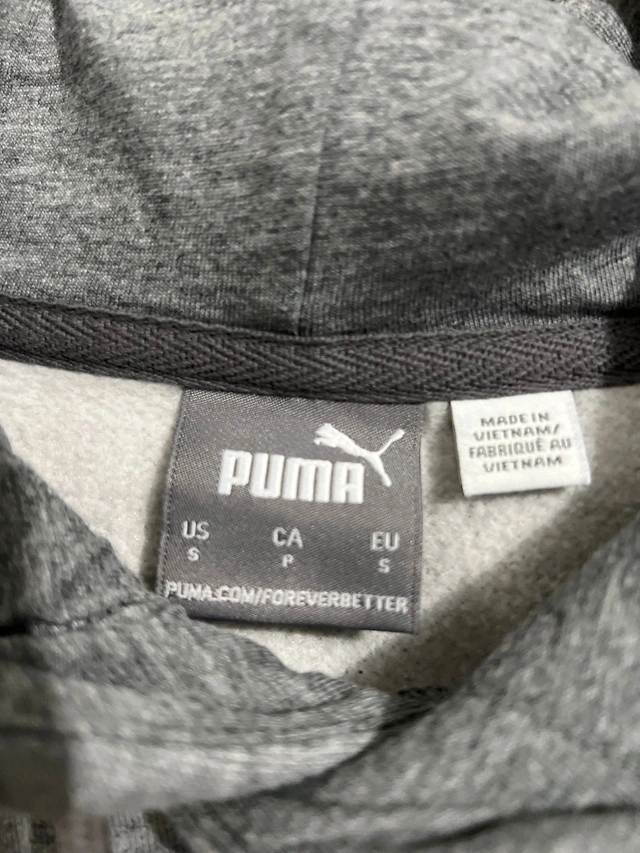 PUMA
US CA EU
S P S
PUMA.COM/FOREVERBETTER
MADE IN
VIETNAM/
FABRIQUÉ AU
VIETNAM